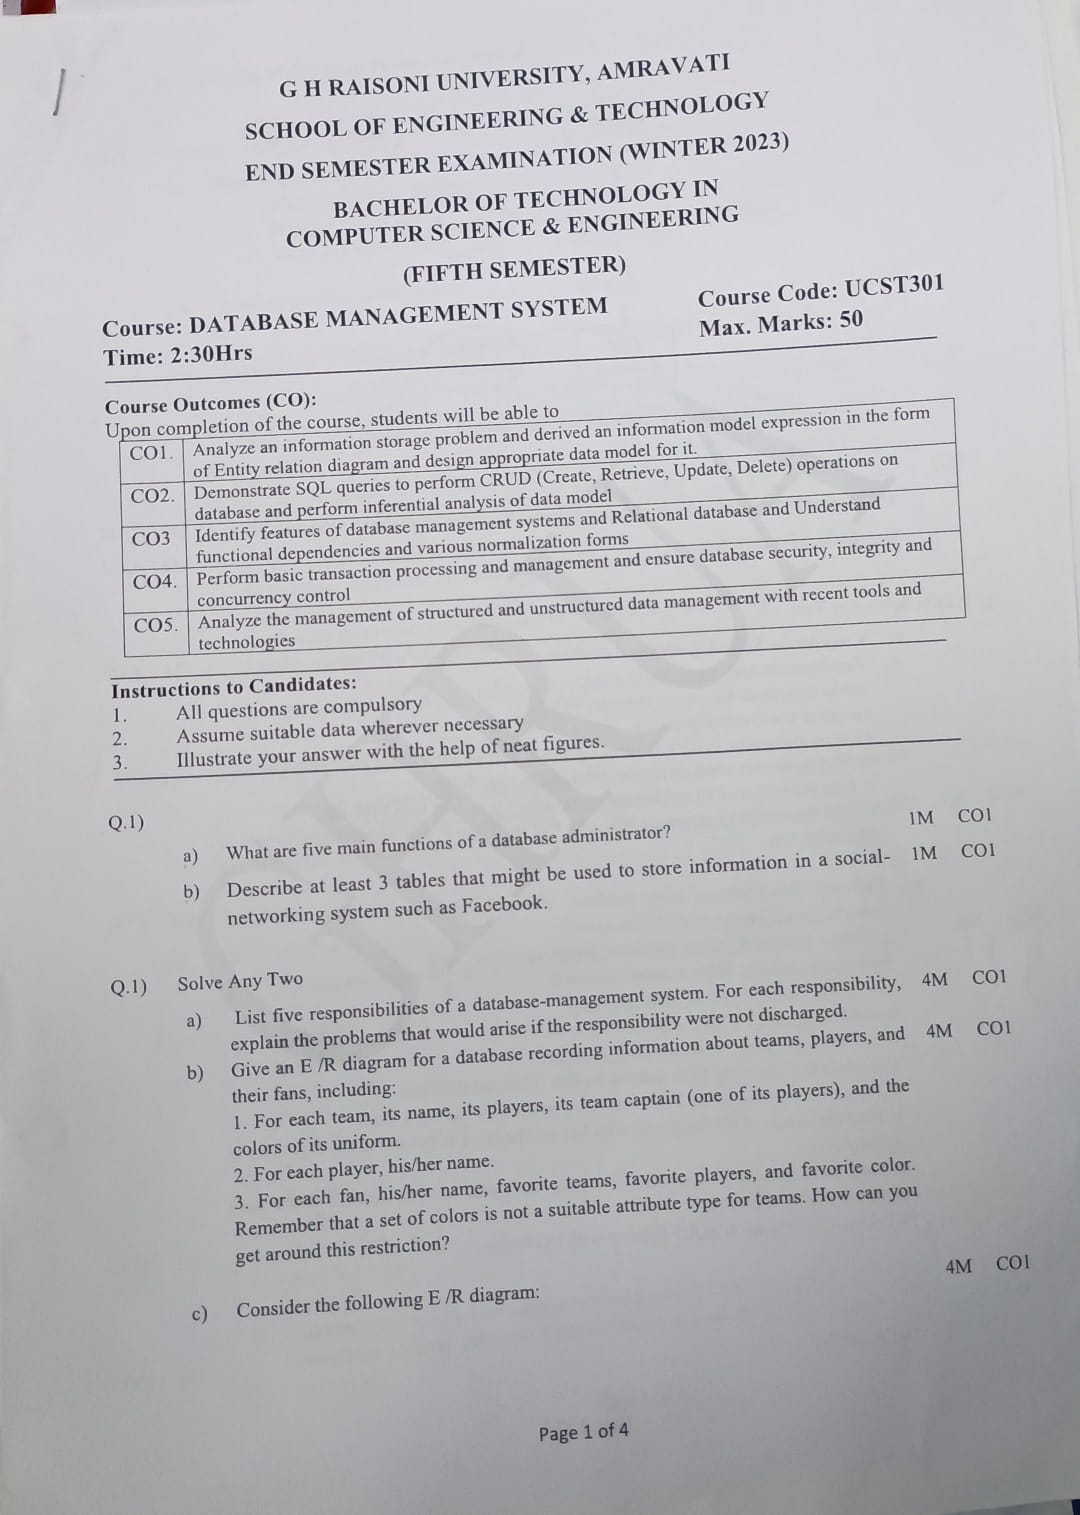 G H RAISONI UNIVERSITY, AMRAVATI
SCHOOL OF ENGINEERING & TECHNOLOGY
END SEMESTER EXAMINATION (WINTER 2023)
BACHELOR OF TECHNOLOGY IN
COMPUTER SCIENCE & ENGINEERING
(FIFTH SEMESTER)
Course: DATABASE MANAGEMENT SYSTEM Course Code: UCST301
Time: 2:30Hrs Max. Marks: 50
Course Outcomes (CO):
Upon completion of the course, students will be able to
CO1. Analyze an information storage problem and derived an information model expression in the form
of Entity relation diagram and design appropriate data model for it.
CO2. Demonstrate SQL queries to perform CRUD (Create, Retrieve, Update, Delete) operations on
database and perform inferential analysis of data model
CO3 Identify features of database management systems and Relational database and Understand
functional dependencies and various normalization forms
CO4. Perform basic transaction processing and management and ensure database security, integrity and
concurrency control
CO5. Analyze the management of structured and unstructured data management with recent tools and
technologies
Instructions to Candidates:
1. All questions are compulsory
2. Assume suitable data wherever necessary
3. Illustrate your answer with the help of neat figures.
Q.1)
a) What are five main functions of a database administrator? 1M CO1
b) Describe at least 3 tables that might be used to store information in a social- 1M CO1
networking system such as Facebook.
Q.1) Solve Any Two
a) List five responsibilities of a database-management system. For each responsibility, 4M CO1
explain the problems that would arise if the responsibility were not discharged.
b) Give an E /R diagram for a database recording information about teams, players, and 4M CO1
their fans, including:
1. For each team, its name, its players, its team captain (one of its players), and the
colors of its uniform.
2. For each player, his/her name.
3. For each fan, his/her name, favorite teams, favorite players, and favorite color.
Remember that a set of colors is not a suitable attribute type for teams. How can you
get around this restriction?
c) Consider the following E /R diagram: 4M CO1
Page 1 of 4
GHRUA